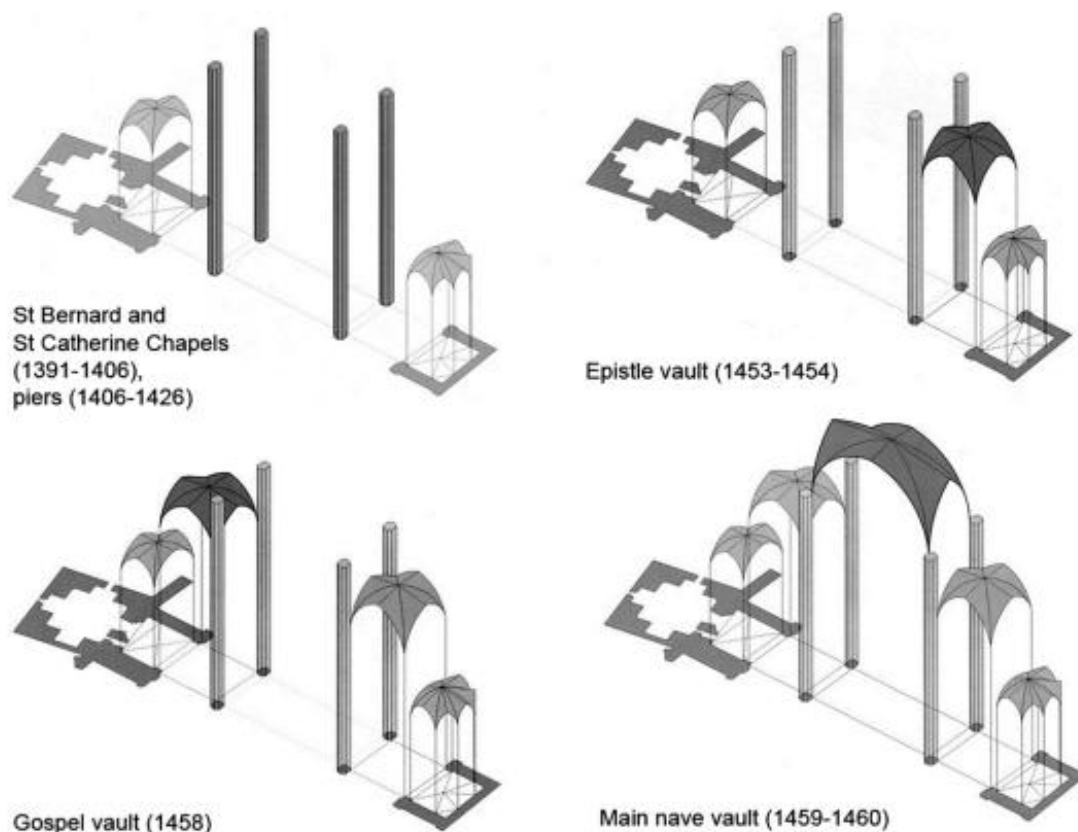 St Bernard and
St Catherine Chapels
(1391-1406),
piers (1406-1426)
Epistle vault (1453-1454)
Gospel vault (1458)
Main nave vault (1459-1460)